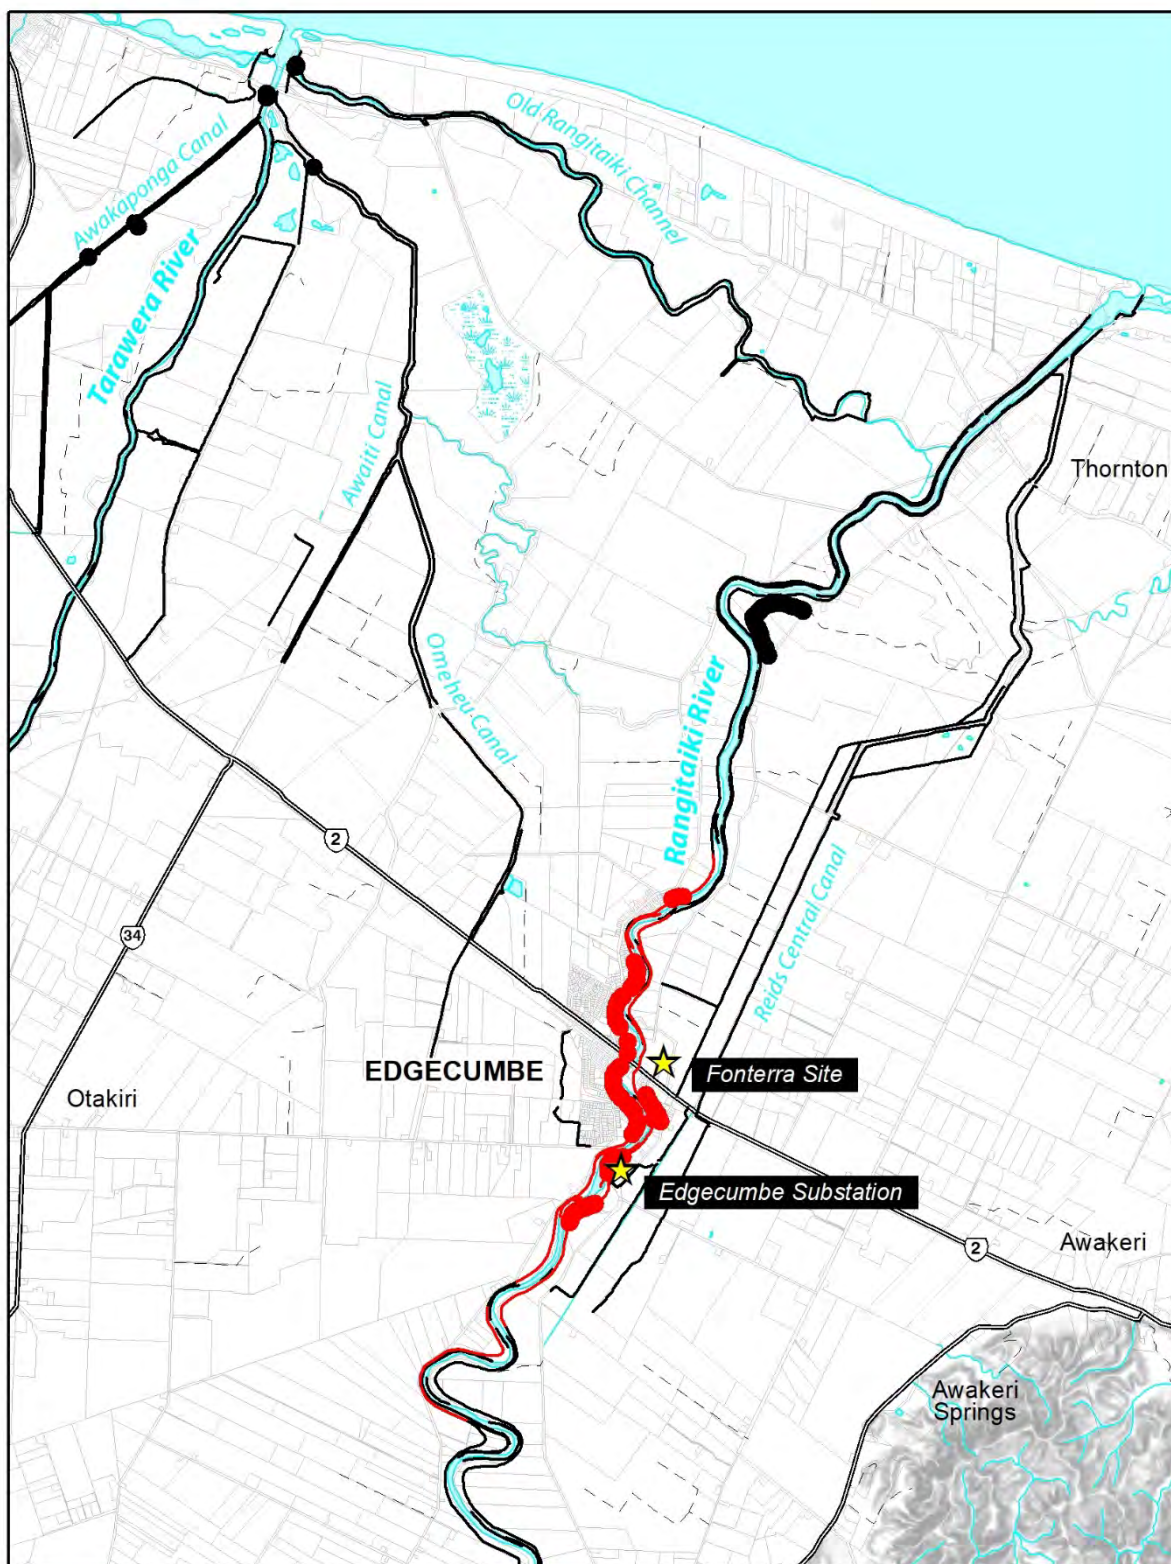 Old Rangitaiki Channel
Awakaponga Canal
Tarawera River
Awaiti Canal
Thornton
Omeheu Canal
Rangitaiki River
2
Reids Central Canal
34
EDGECUMBE
Fonterra Site
Otakiri
Edgecumbe Substation
2
Awakeri
Awakeri
Springs